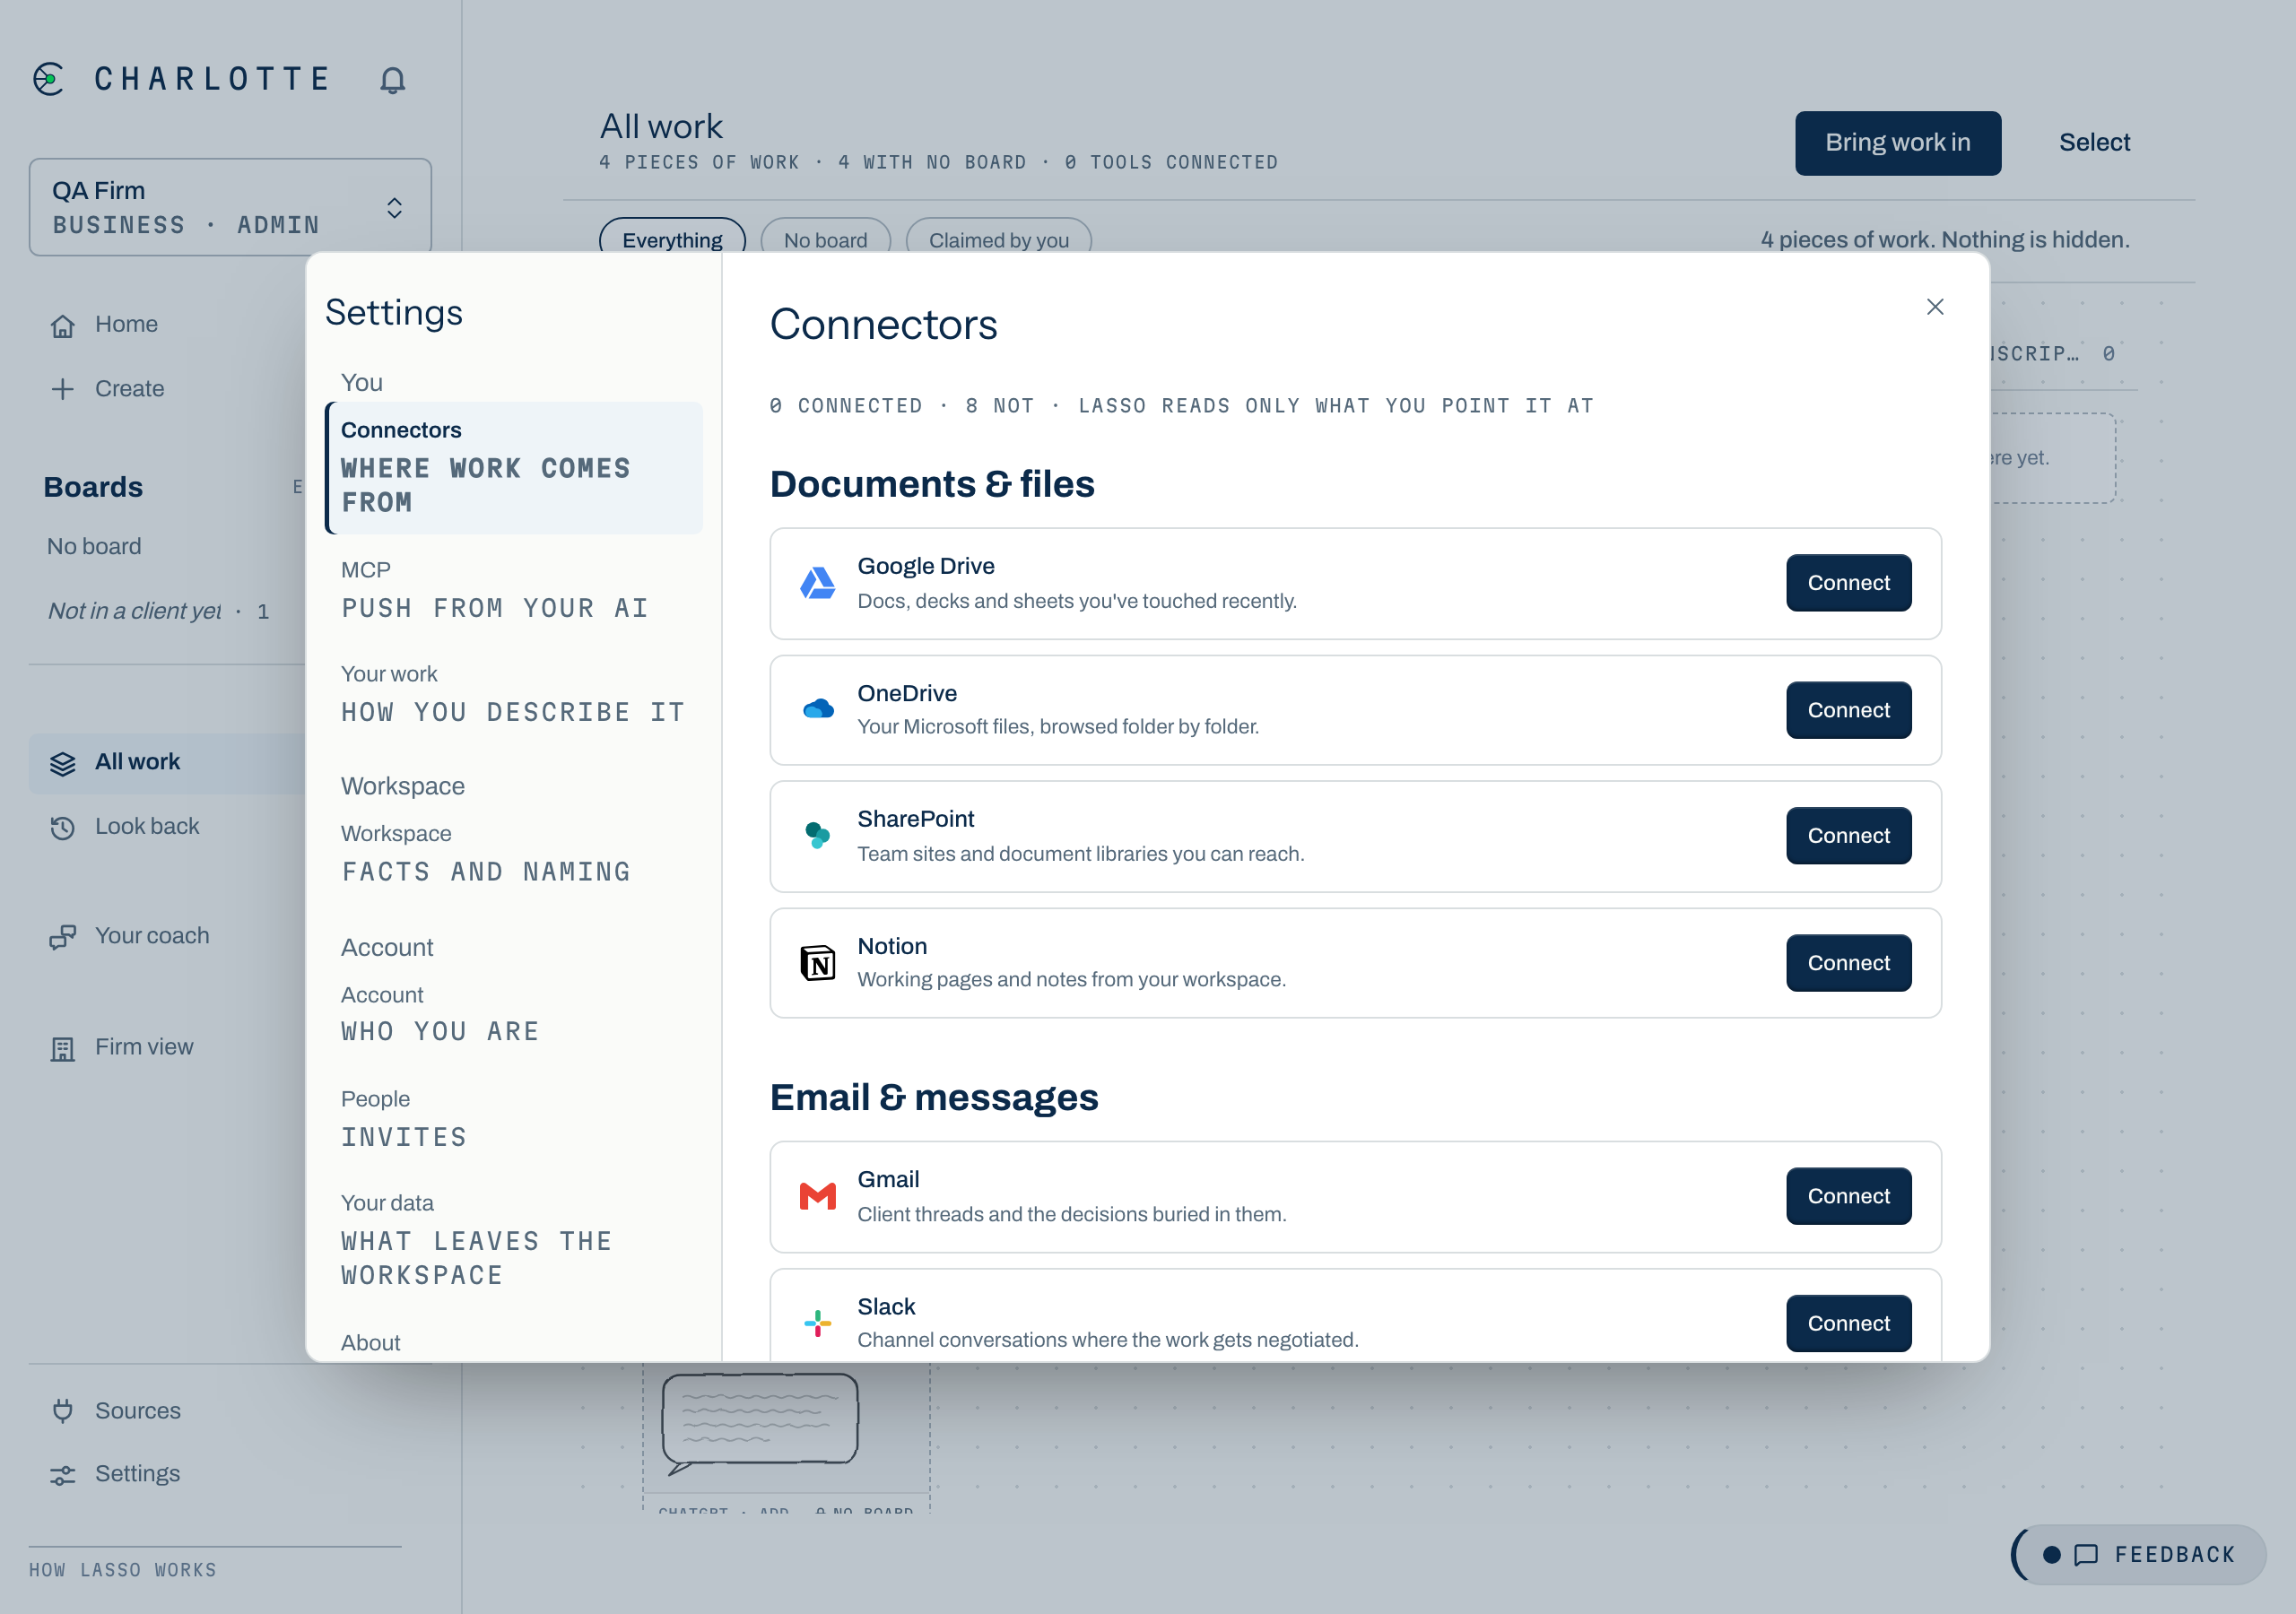 CHARLOTTE
QA Firm
BUSINESS · ADMIN
Home
Create
Boards
E
No board
Not in a client yet · 1
All work
Look back
Your coach
Firm view
Sources
Settings
HOW LASSO WORKS
All work
4 PIECES OF WORK · 4 WITH NO BOARD · 0 TOOLS CONNECTED
Bring work in
Select
Everything
No board
Claimed by you
4 pieces of work. Nothing is hidden.
Settings
You
Connectors
WHERE WORK COMES
FROM
MCP
PUSH FROM YOUR AI
Your work
HOW YOU DESCRIBE IT
Workspace
Workspace
FACTS AND NAMING
Account
Account
WHO YOU ARE
People
INVITES
Your data
WHAT LEAVES THE
WORKSPACE
About
Connectors
0 CONNECTED · 8 NOT · LASSO READS ONLY WHAT YOU POINT IT AT
Documents & files
Google Drive
Docs, decks and sheets you've touched recently.
Connect
OneDrive
Your Microsoft files, browsed folder by folder.
Connect
SharePoint
Team sites and document libraries you can reach.
Connect
Notion
Working pages and notes from your workspace.
Connect
Email & messages
Gmail
Client threads and the decisions buried in them.
Connect
Slack
Channel conversations where the work gets negotiated.
Connect
SCRIP… 0
ere yet.
CHATGPT · ADD
NO BOARD
FEEDBACK